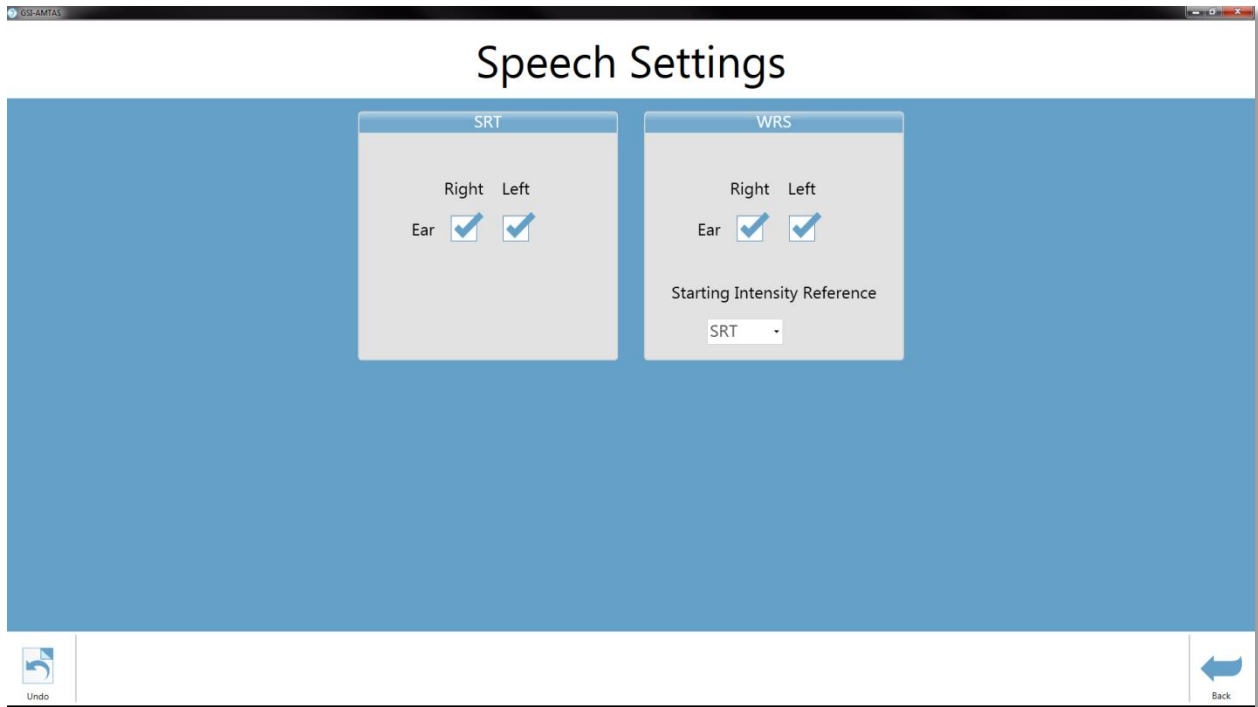 GSI-AMTAS
Speech Settings
SRT
Right Left
Ear
WRS
Right Left
Ear
Starting Intensity Reference
SRT
Undo
Back